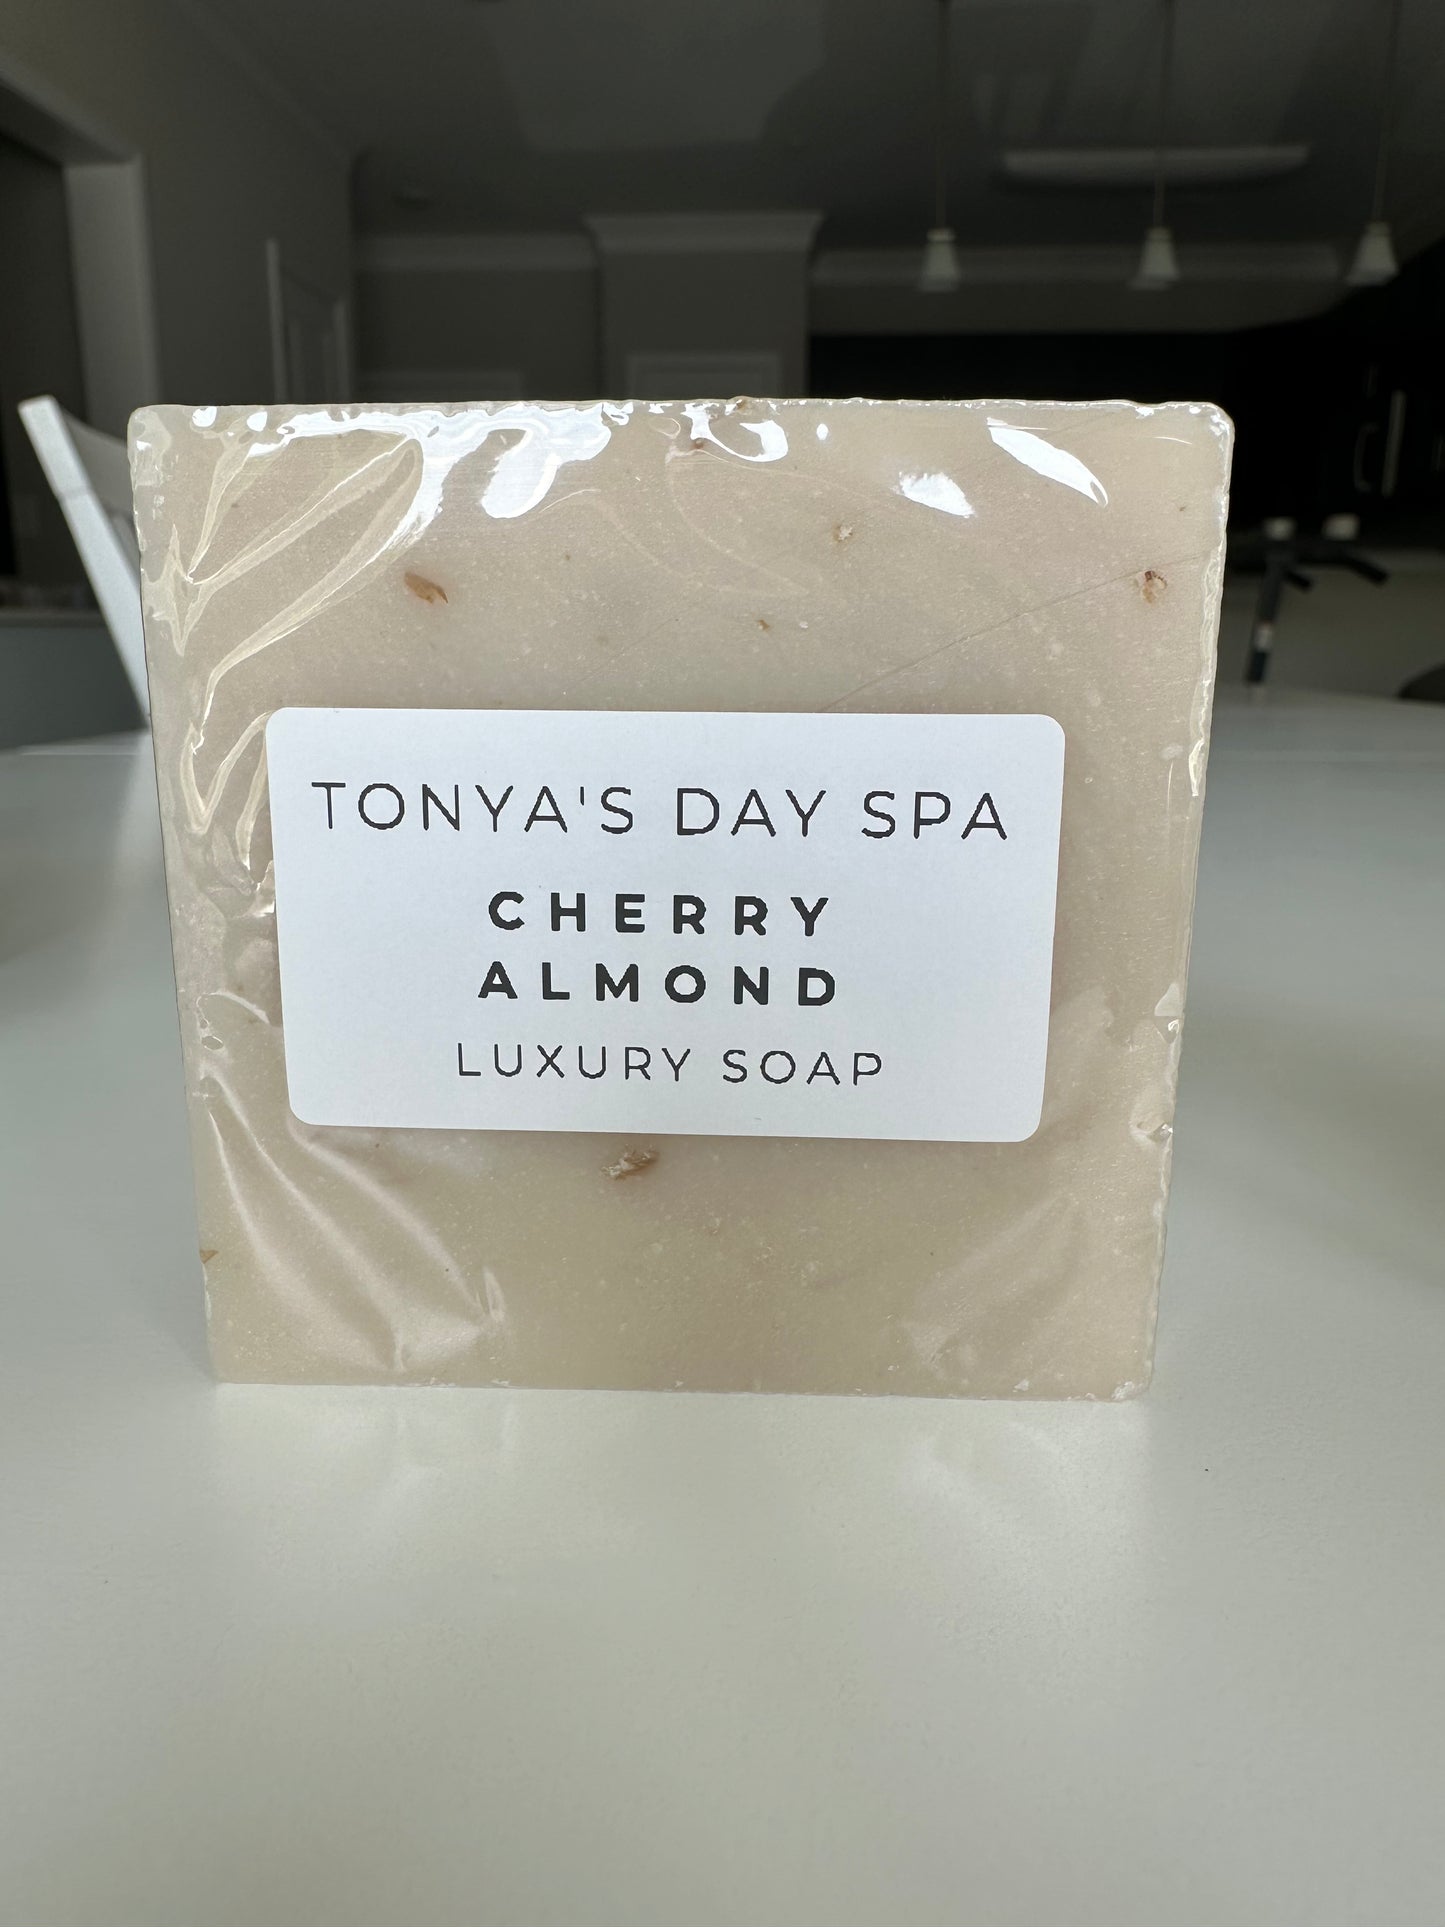 TONYA'S DAY SPA
CHERRY
ALMOND
LUXURY SOAP